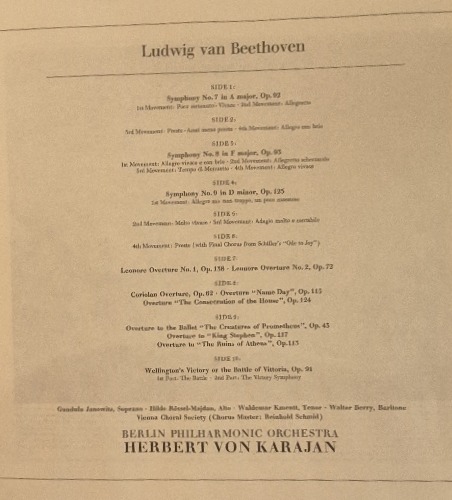 Ludwig van Beethoven
SIDE 1:
Symphony No. 7 in A major, Op. 92
1st Movement: Poco sostenuto - Vivace - 2nd Movement: Allegretto
SIDE 2:
3rd Movement: Presto - Assai meno presto - 4th Movement: Allegro con brio
SIDE 3:
Symphony No. 8 in F major, Op. 93
1st Movement: Allegro vivace e con brio - 2nd Movement: Allegretto scherzando
3rd Movement: Tempo di Menuetto - 4th Movement: Allegro vivace
SIDE 4:
Symphony No. 9 in D minor, Op. 125
1st Movement: Allegro ma non troppo, un poco maestoso
SIDE 5:
2nd Movement: Molto vivace - 3rd Movement: Adagio molto e cantabile
SIDE 6:
4th Movement: Presto (with Final Chorus from Schiller's "Ode to Joy")
SIDE 7:
Leonore Overture No. 1, Op. 138 - Leonore Overture No. 2, Op. 72
SIDE 8:
Coriolan Overture, Op. 62 - Overture "Name Day", Op. 115
Overture "The Consecration of the House", Op. 124
SIDE 9:
Overture to the Ballet "The Creatures of Prometheus", Op. 43
Overture to "King Stephen", Op. 117
Overture to "The Ruins of Athens", Op. 113
SIDE 10:
Wellington's Victory or the Battle of Vittoria, Op. 91
1st Part: The Battle - 2nd Part: The Victory Symphony
Gundula Janowitz, Soprano - Hilde Rössel-Majdan, Alto - Waldemar Kmentt, Tenor - Walter Berry, Baritone
Vienna Choral Society (Chorus Master: Reinhold Schmid)
BERLIN PHILHARMONIC ORCHESTRA
HERBERT VON KARAJAN